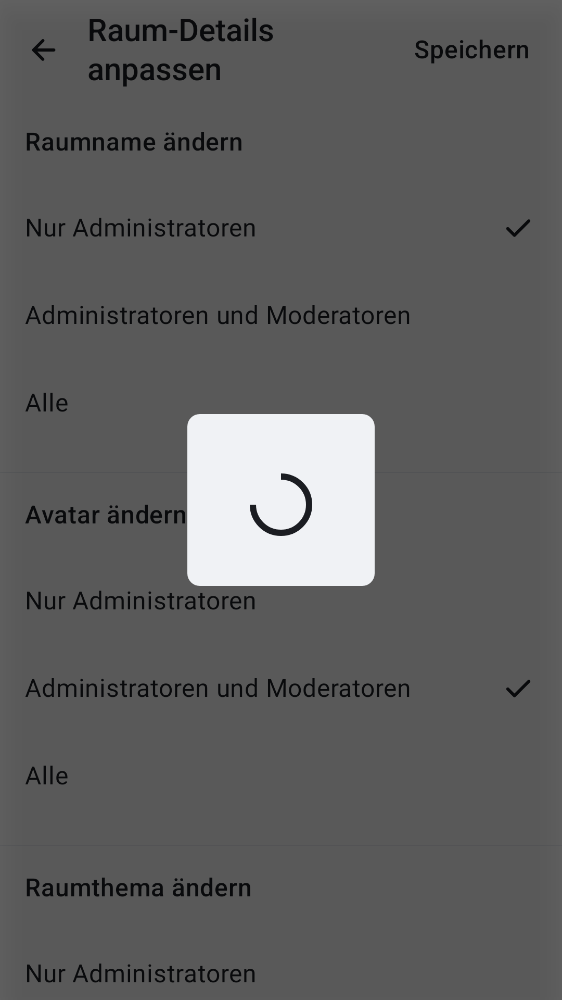 Raum-Details
anpassen
Speichern
Raumname ändern
Nur Administratoren
Administratoren und Moderatoren
Alle
Avatar ändern
Nur Administratoren
Administratoren und Moderatoren
Alle
Raumthema ändern
Nur Administratoren